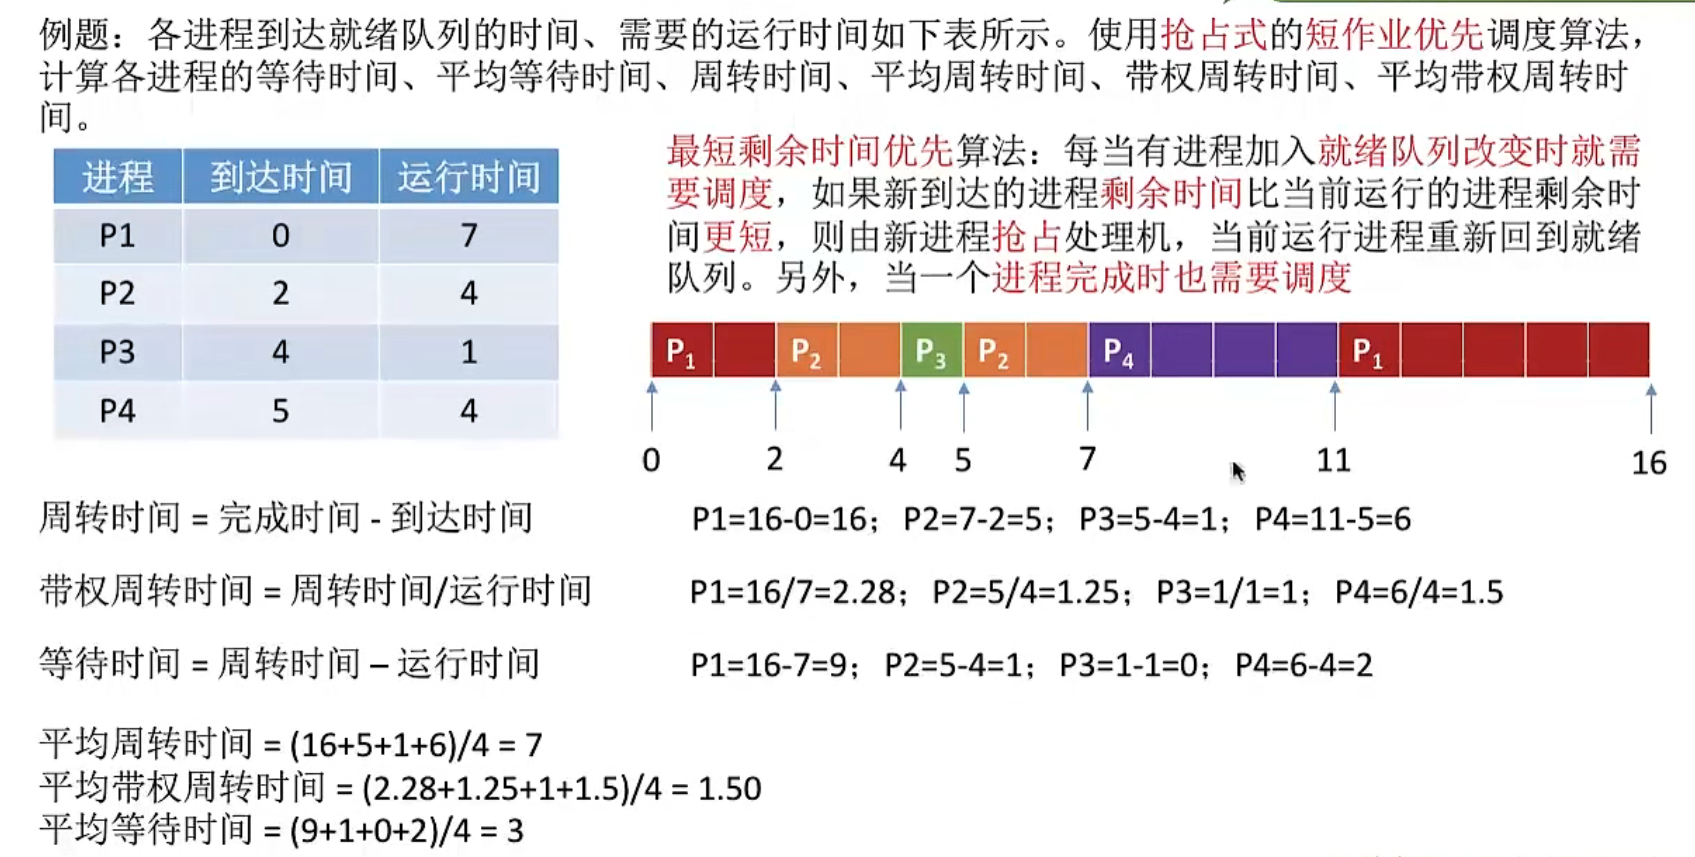 例题：各进程到达就绪队列的时间、需要的运行时间如下表所示。使用抢占式的短作业优先调度算法，
计算各进程的等待时间、平均等待时间、周转时间、平均周转时间、带权周转时间、平均带权周转时
间。
最短剩余时间优先算法：每当有进程加入就绪队列改变时就需
要调度，如果新到达的进程剩余时间比当前运行的进程剩余时
间更短，则由新进程抢占处理机，当前运行进程重新回到就绪
队列。另外，当一个进程完成时也需要调度
进程 到达时间 运行时间
P1 0 7
P2 2 4
P3 4 1
P4 5 4
P1 P2 P3 P2 P4 P1
0 2 4 5 7 11 16
周转时间 = 完成时间 - 到达时间 P1=16-0=16；P2=7-2=5；P3=5-4=1；P4=11-5=6
带权周转时间 = 周转时间/运行时间 P1=16/7=2.28；P2=5/4=1.25；P3=1/1=1；P4=6/4=1.5
等待时间 = 周转时间 – 运行时间 P1=16-7=9；P2=5-4=1；P3=1-1=0；P4=6-4=2
平均周转时间 = (16+5+1+6)/4 = 7
平均带权周转时间 = (2.28+1.25+1+1.5)/4 = 1.50
平均等待时间 = (9+1+0+2)/4 = 3